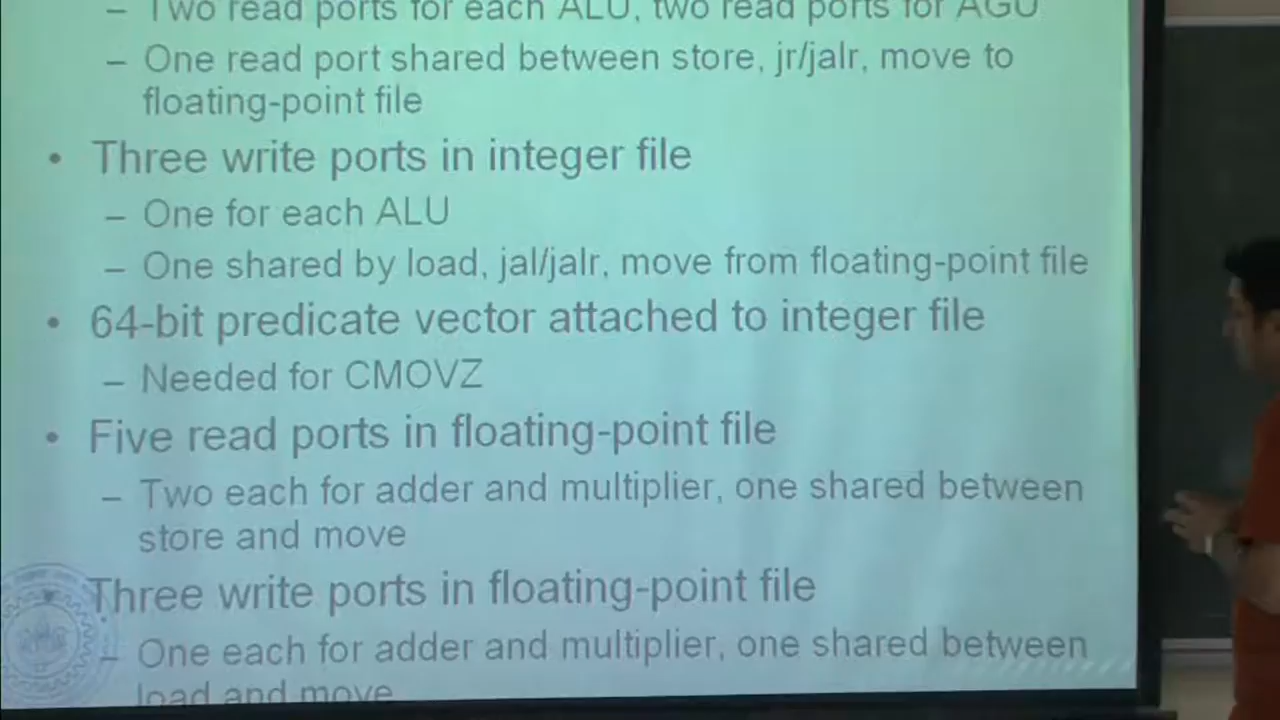 – Two read ports for each ALU, two read ports for AGU
– One read port shared between store, jr/jalr, move to
floating-point file
• Three write ports in integer file
– One for each ALU
– One shared by load, jal/jalr, move from floating-point file
• 64-bit predicate vector attached to integer file
– Needed for CMOVZ
• Five read ports in floating-point file
– Two each for adder and multiplier, one shared between
store and move
Three write ports in floating-point file
– One each for adder and multiplier, one shared between
load and move